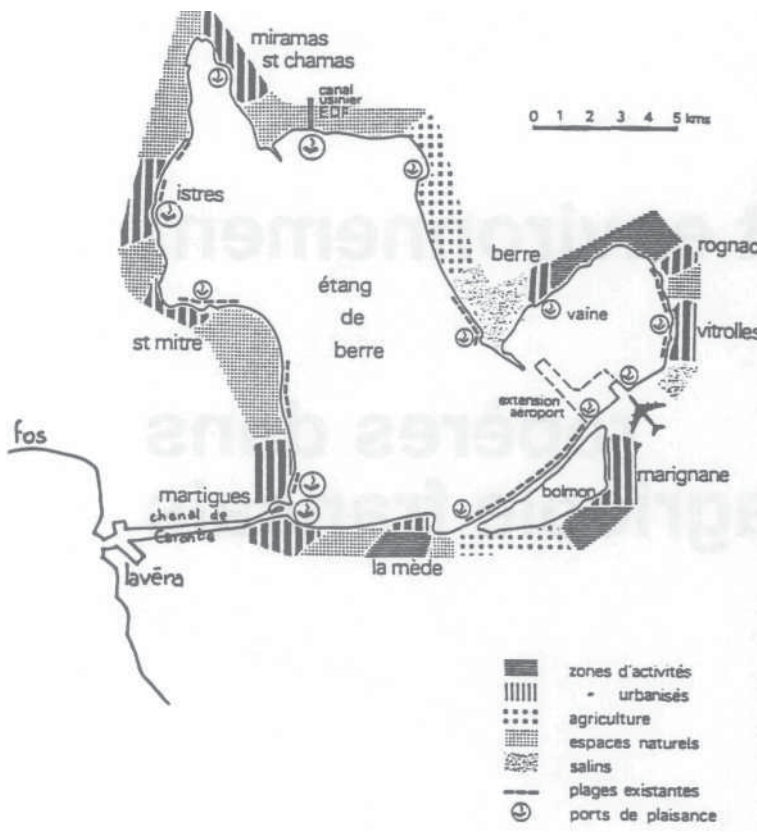 miramas
st chamas
canal
usinier
EDF
0 1 2 3 4 5 kms
istres
berre
rognac
étang
de
berre
vaïne
vitrolles
st mitre
extension
aéroport
fos
martigues
chenal de
Caronte
bolmon
marignane
lavéra
la mède
zones d'activités
" urbanisés
agriculture
espaces naturels
salins
plages existantes
ports de plaisance